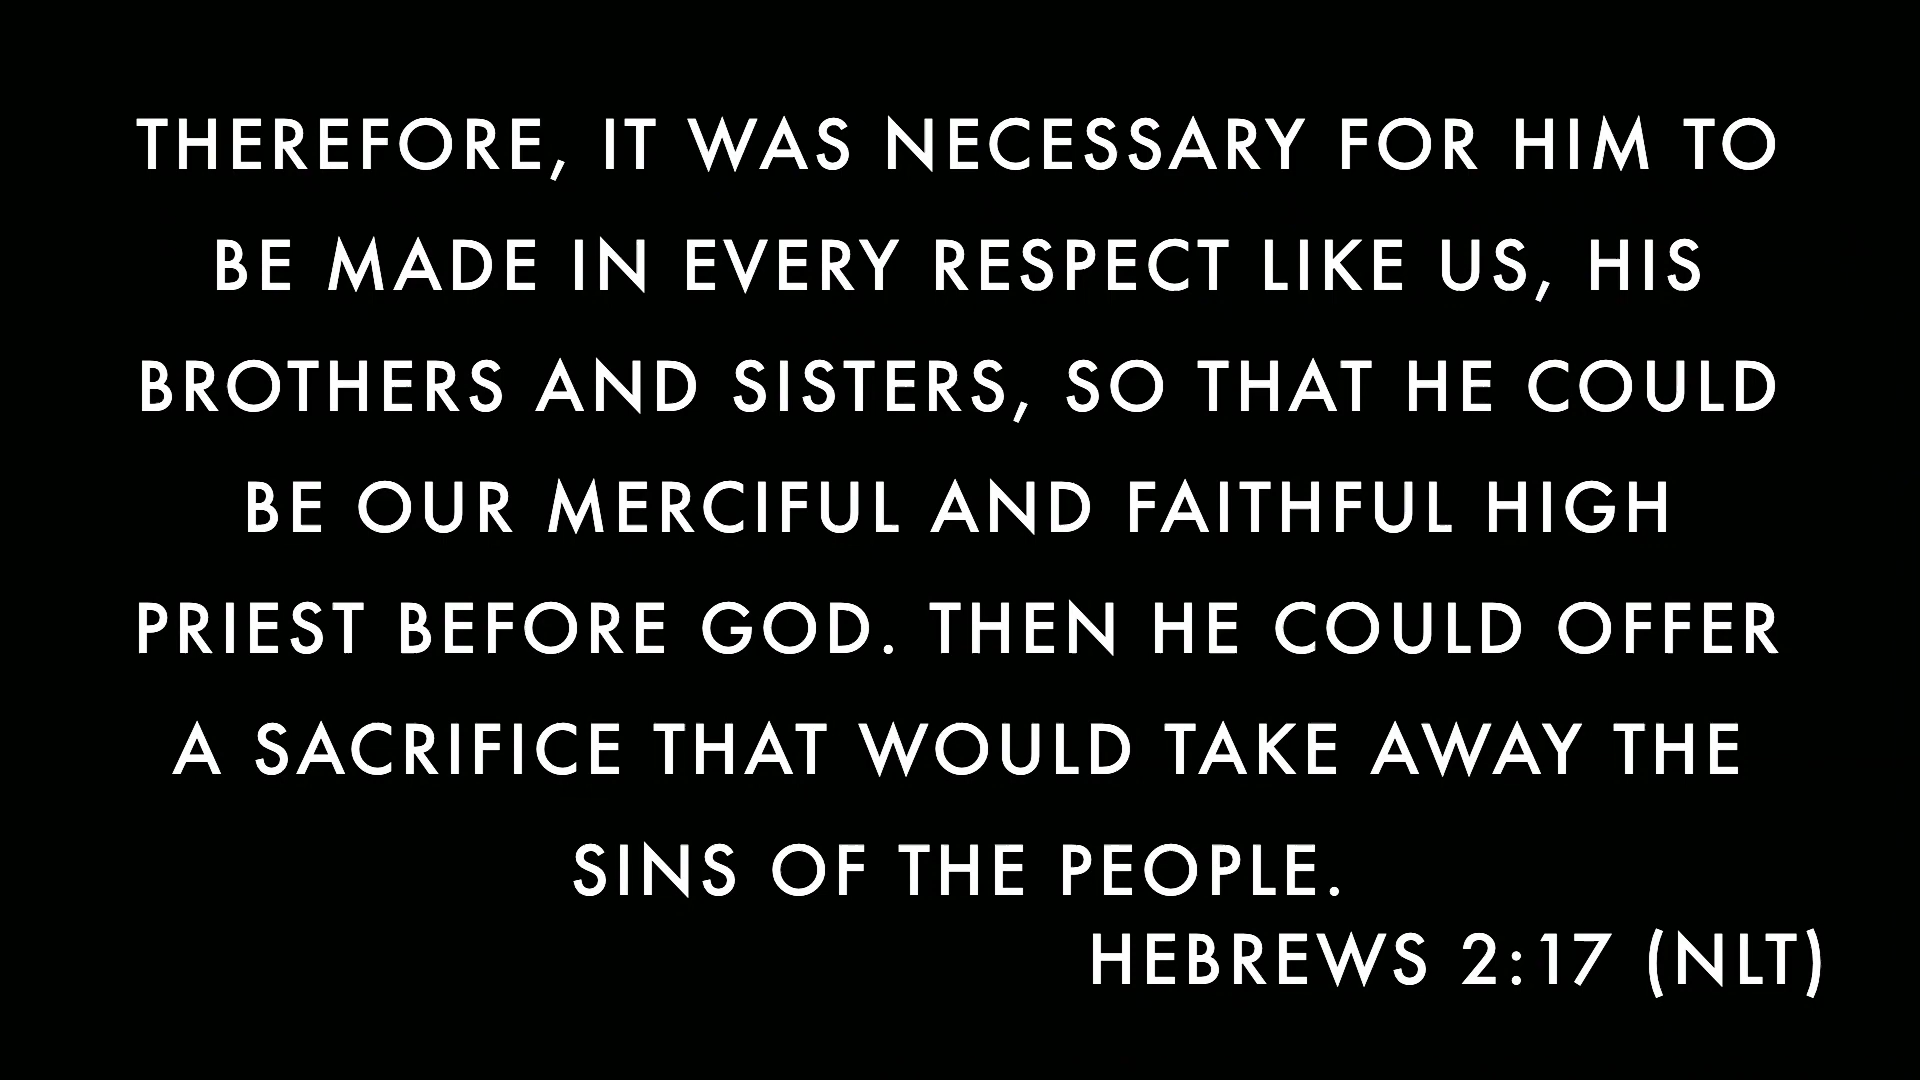 THEREFORE, IT WAS NECESSARY FOR HIM TO
BE MADE IN EVERY RESPECT LIKE US, HIS
BROTHERS AND SISTERS, SO THAT HE COULD
BE OUR MERCIFUL AND FAITHFUL HIGH
PRIEST BEFORE GOD. THEN HE COULD OFFER
A SACRIFICE THAT WOULD TAKE AWAY THE
SINS OF THE PEOPLE.
HEBREWS 2:17 (NLT)